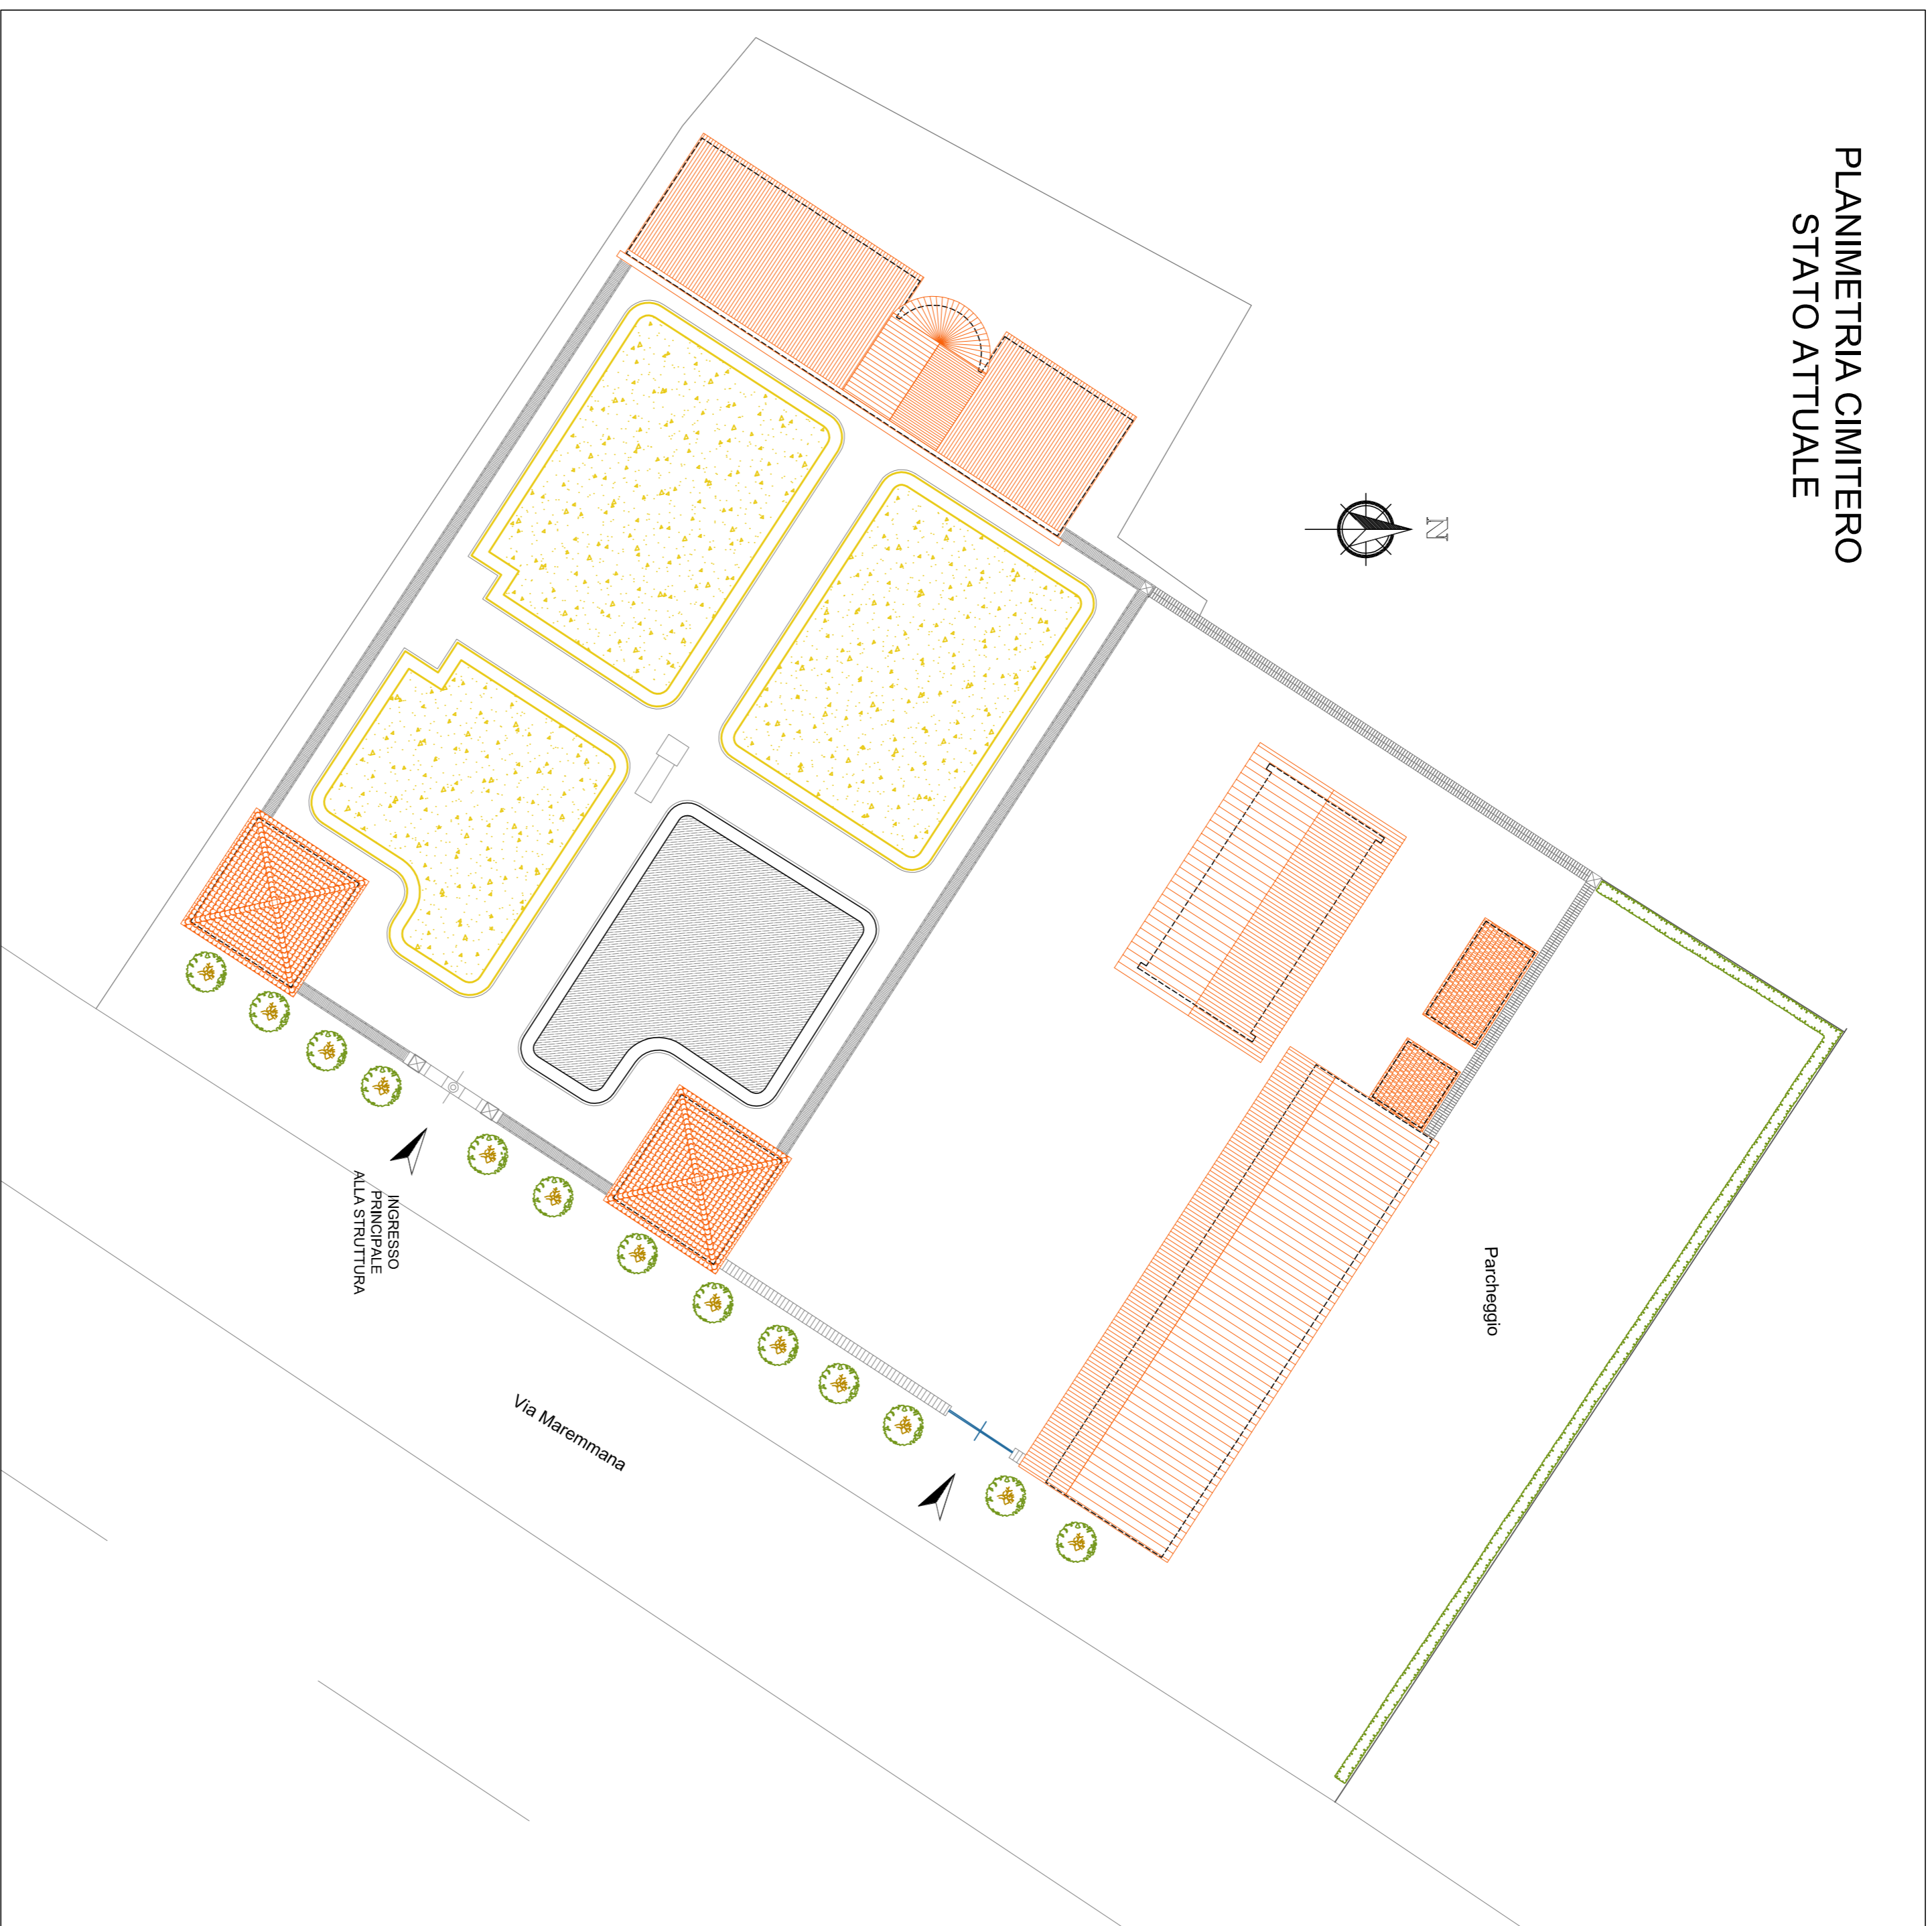 PLANIMETRIA CIMITERO
STATO ATTUALE
N
Parcheggio
INGRESSO
PRINCIPALE
ALLA STRUTTURA
Via Maremmana